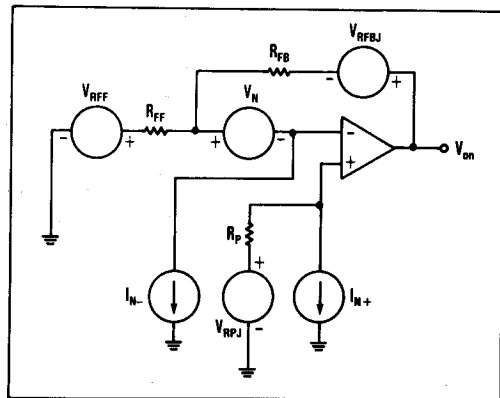 V_RFBJ
R_FB
- +
V_RFF
R_FF
V_N
- + + -
-
+
V_on
R_P
+
I_N-
V_RPJ
-
I_N+